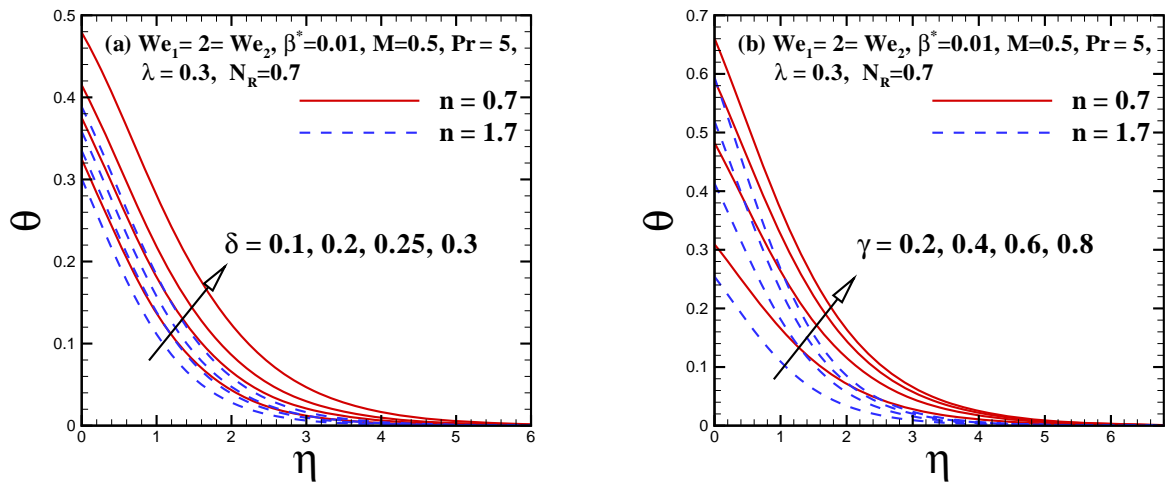 (a) We₁= 2= We₂, β*=0.01, M=0.5, Pr = 5,
λ = 0.3, N_R=0.7
n = 0.7
n = 1.7
δ = 0.1, 0.2, 0.25, 0.3
θ
0.5
0.4
0.3
0.2
0.1
0
0 1 2 3 4 5 6
η
(b) We₁= 2= We₂, β*=0.01, M=0.5, Pr = 5,
λ = 0.3, N_R=0.7
n = 0.7
n = 1.7
γ = 0.2, 0.4, 0.6, 0.8
θ
0.7
0.6
0.5
0.4
0.3
0.2
0.1
0
0 1 2 3 4 5 6
η